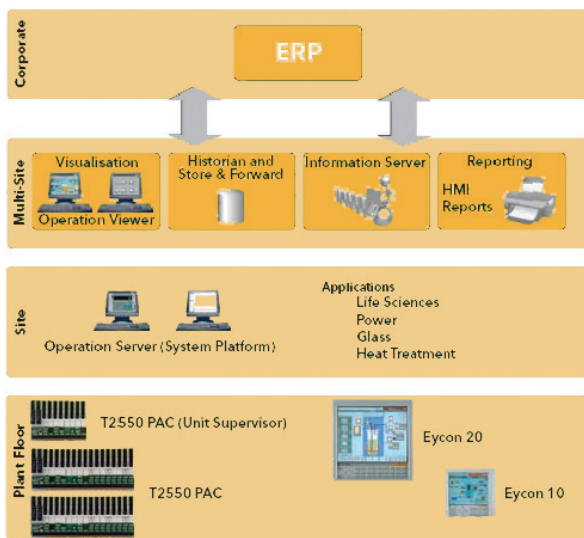 Corporate
ERP
Multi-Site
Visualisation
Operation Viewer
Historian and
Store & Forward
Information Server
Reporting
HMI
Reports
Site
Operation Server (System Platform)
Applications
Life Sciences
Power
Glass
Heat Treatment
Plant Floor
T2550 PAC (Unit Supervisor)
T2550 PAC
Eycon 20
Eycon 10